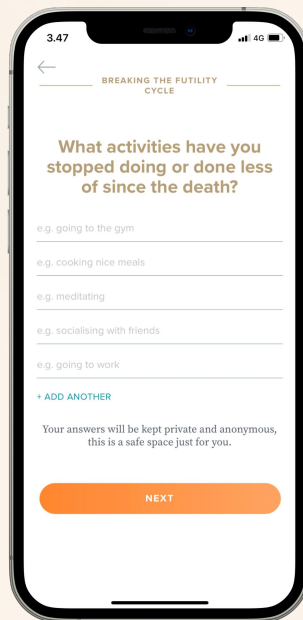 3.47
4G
BREAKING THE FUTILITY
CYCLE
What activities have you
stopped doing or done less
of since the death?
e.g. going to the gym
e.g. cooking nice meals
e.g. meditating
e.g. socialising with friends
e.g. going to work
+ ADD ANOTHER
Your answers will be kept private and anonymous,
this is a safe space just for you.
NEXT